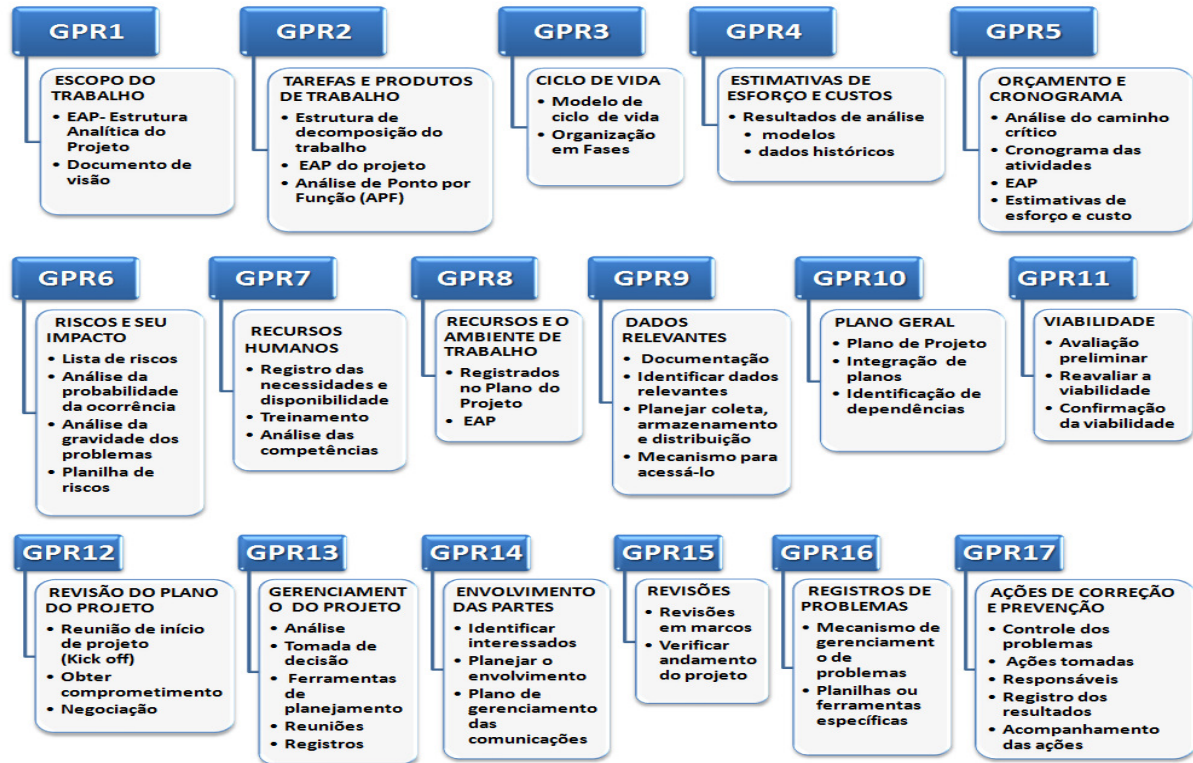 GPR1
ESCOPO DO
TRABALHO
• EAP- Estrutura
Analítica do
Projeto
• Documento de
visão
GPR2
TAREFAS E PRODUTOS
DE TRABALHO
• Estrutura de
decomposição do
trabalho
• EAP do projeto
• Análise de Ponto por
Função (APF)
GPR3
CICLO DE VIDA
• Modelo de
ciclo de vida
• Organização
em Fases
GPR4
ESTIMATIVAS DE
ESFORÇO E CUSTOS
• Resultados de análise
• modelos
• dados históricos
GPR5
ORÇAMENTO E
CRONOGRAMA
• Análise do caminho
crítico
• Cronograma das
atividades
• EAP
• Estimativas de
esforço e custo
GPR6
RISCOS E SEU
IMPACTO
• Lista de riscos
• Análise da
probabilidade
da ocorrência
• Análise da
gravidade dos
problemas
• Planilha de
riscos
GPR7
RECURSOS
HUMANOS
• Registro das
necessidades e
disponibilidade
• Treinamento
• Análise das
competências
GPR8
RECURSOS E O
AMBIENTE DE
TRABALHO
• Registrados
no Plano do
Projeto
• EAP
GPR9
DADOS
RELEVANTES
• Documentação
• Identificar dados
relevantes
• Planejar coleta,
armazenamento
e distribuição
• Mecanismo para
acessá-lo
GPR10
PLANO GERAL
• Plano de Projeto
• Integração de
planos
• Identificação de
dependências
GPR11
VIABILIDADE
• Avaliação
preliminar
• Reavaliar a
viabilidade
• Confirmação
da viabilidade
GPR12
REVISÃO DO PLANO
DO PROJETO
• Reunião de início
de projeto
(Kick off)
• Obter
comprometimento
• Negociação
GPR13
GERENCIAMENT
O DO PROJETO
• Análise
• Tomada de
decisão
• Ferramentas de
planejamento
• Reuniões
• Registros
GPR14
ENVOLVIMENTO
DAS PARTES
• Identificar
interessados
• Planejar o
envolvimento
• Plano de
gerenciamento
das
comunicações
GPR15
REVISÕES
• Revisões
em marcos
• Verificar
andamento
do projeto
GPR16
REGISTROS DE
PROBLEMAS
• Mecanismo de
gerenciament
o de
problemas
• Planilhas ou
ferramentas
específicas
GPR17
AÇÕES DE CORREÇÃO
E PREVENÇÃO
• Controle dos
problemas
• Ações tomadas
• Responsáveis
• Registro dos
resultados
• Acompanhamento
das ações